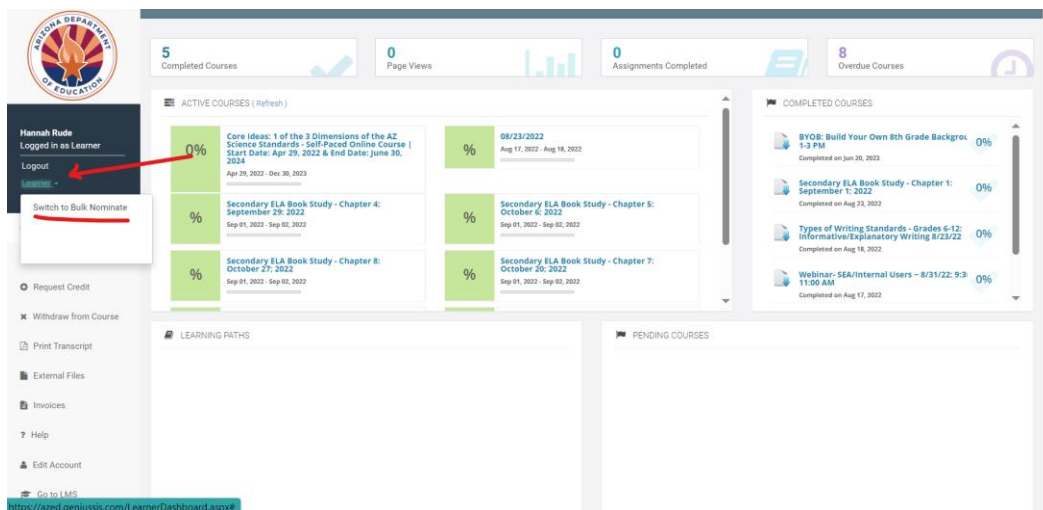 ARIZONA DEPARTMENT
OF EDUCATION
Hannah Rude
Logged in as Learner
Logout
Learner
Switch to Bulk Nominate
Request Credit
Withdraw from Course
Print Transcript
External Files
Invoices
? Help
Edit Account
Go to LMS
https://azed.geniussis.com/LearnerDashboard.aspx#
5
Completed Courses
0
Page Views
0
Assignments Completed
8
Overdue Courses
ACTIVE COURSES ( Refresh )
0%
Core Ideas: 1 of the 3 Dimensions of the AZ
Science Standards - Self-Paced Online Course |
Start Date: Apr 29, 2022 & End Date: June 30,
2024
Apr 29, 2022 - Dec 30, 2023
%
08/23/2022
Aug 17, 2022 - Aug 18, 2022
%
Secondary ELA Book Study - Chapter 4:
September 29: 2022
Sep 01, 2022 - Sep 02, 2022
%
Secondary ELA Book Study - Chapter 5:
October 6: 2022
Sep 01, 2022 - Sep 02, 2022
%
Secondary ELA Book Study - Chapter 8:
October 27; 2022
Sep 01, 2022 - Sep 02, 2022
%
Secondary ELA Book Study - Chapter 7:
October 20; 2022
Sep 01, 2022 - Sep 02, 2022
COMPLETED COURSES
BYOB: Build Your Own 8th Grade Backgrou
1-3 PM
Completed on Jun 20, 2023
0%
Secondary ELA Book Study - Chapter 1:
September 1; 2022
Completed on Aug 23, 2022
0%
Types of Writing Standards - Grades 6-12:
Informative/Explanatory Writing 8/23/22
Completed on Aug 18, 2022
0%
Webinar- SEA/Internal Users – 8/31/22; 9:3
11:00 AM
Completed on Aug 17, 2022
0%
LEARNING PATHS
PENDING COURSES